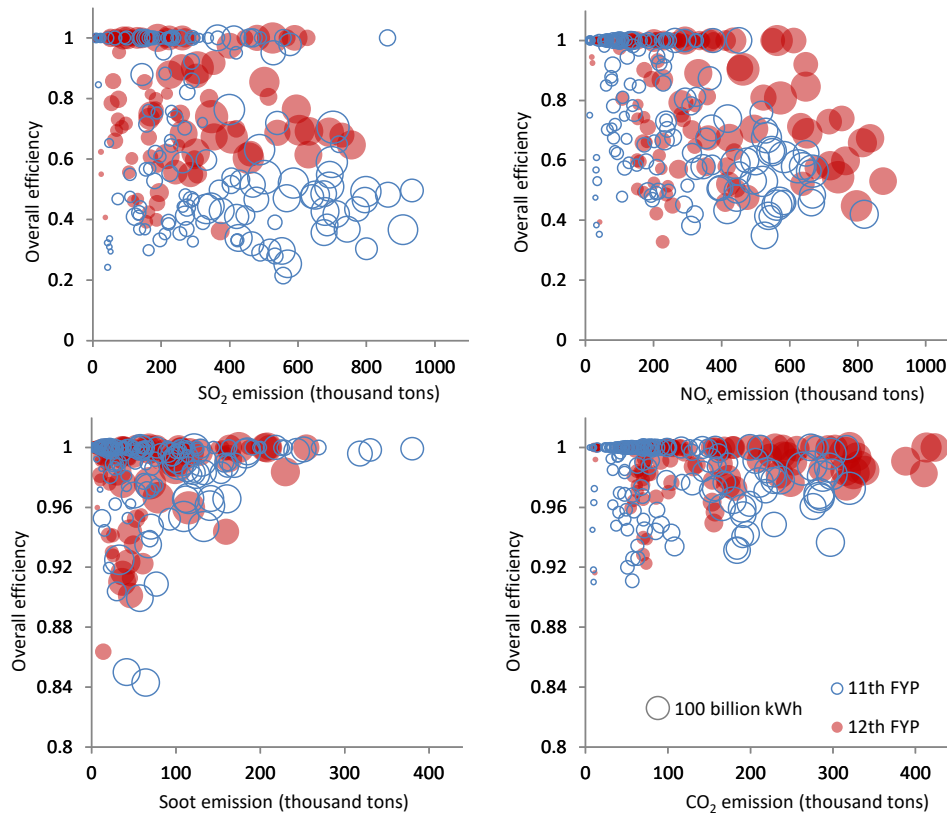 1
0.8
0.6
0.4
0.2
0
Overall efficiency
0 200 400 600 800 1000
SO₂ emission (thousand tons)
1
0.8
0.6
0.4
0.2
0
Overall efficiency
0 200 400 600 800 1000
NOₓ emission (thousand tons)
1
0.96
0.92
0.88
0.84
0.8
Overall efficiency
0 100 200 300 400
Soot emission (thousand tons)
1
0.96
0.92
0.88
0.84
0.8
Overall efficiency
11th FYP
100 billion kWh
12th FYP
0 100 200 300 400
CO₂ emission (thousand tons)